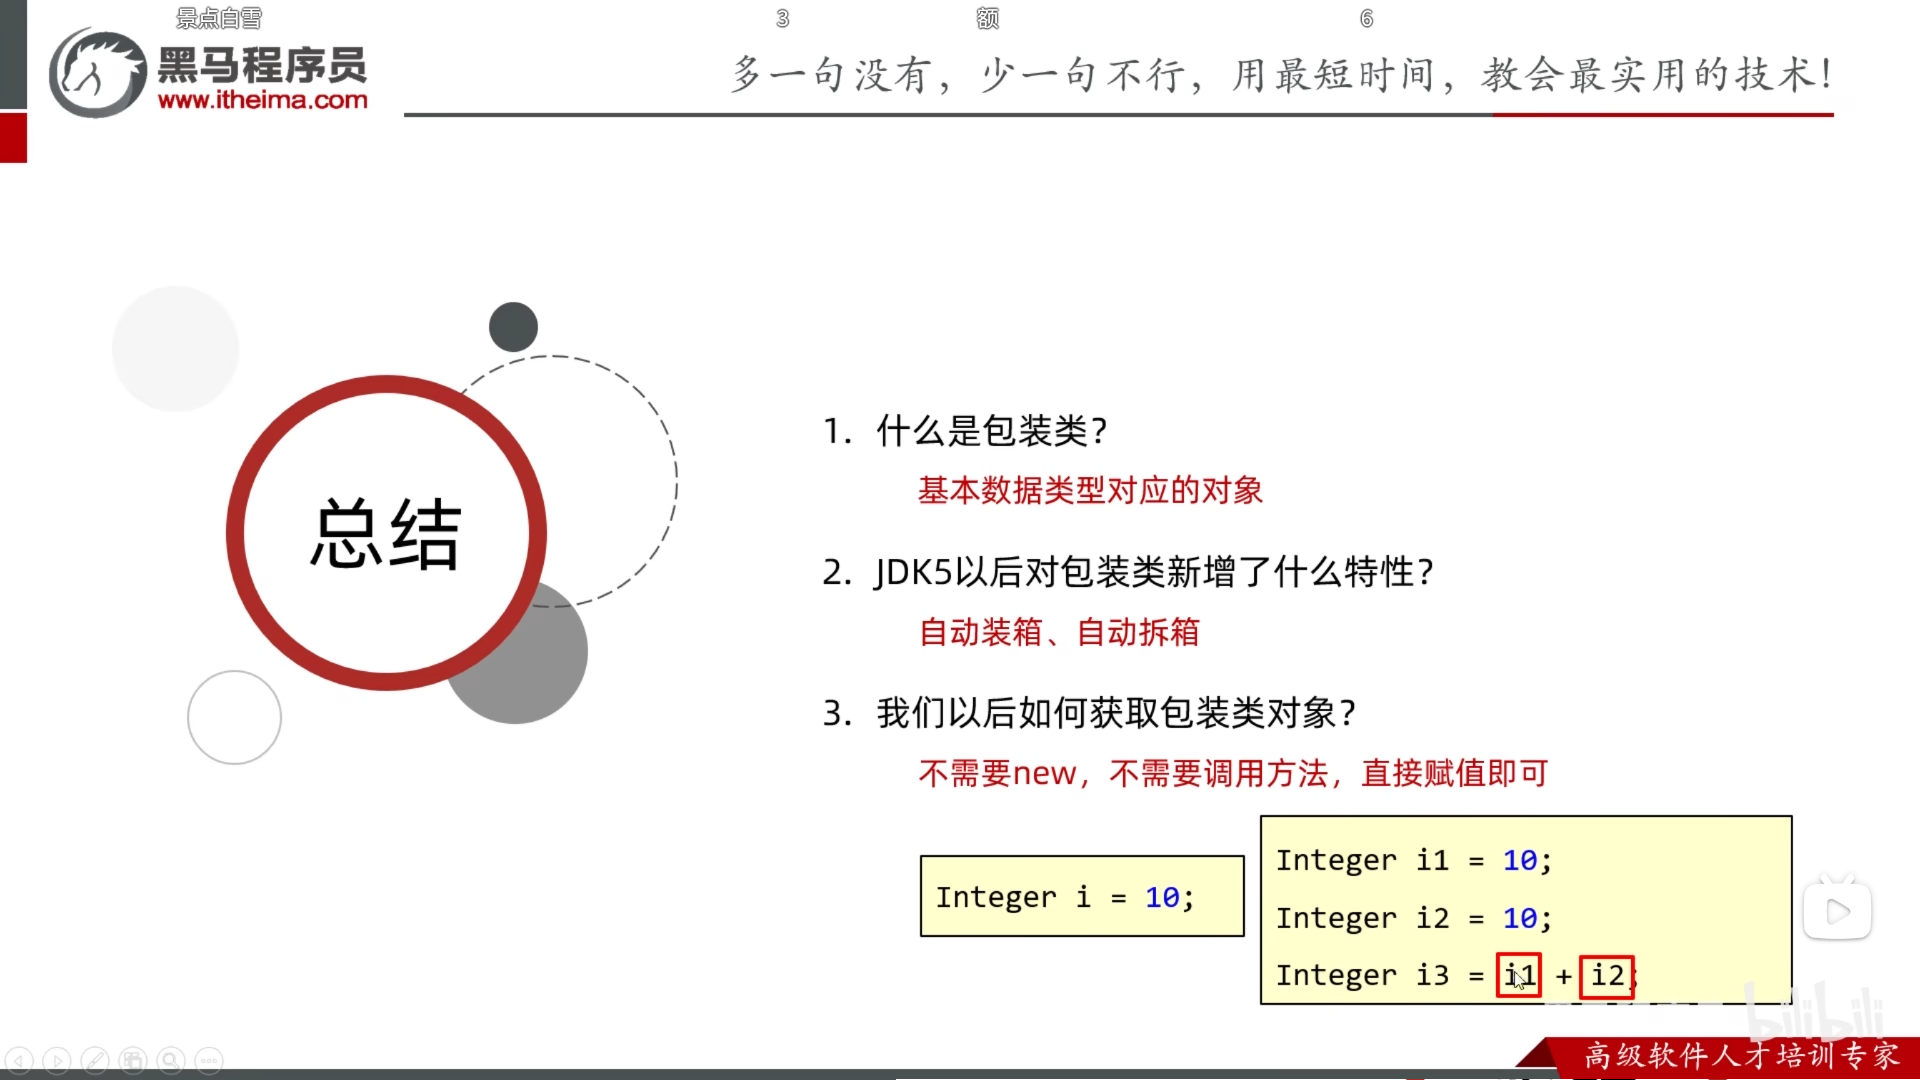 景点白雪 3 额 6
黑马程序员
www.itheima.com
多一句没有，少一句不行，用最短时间，教会最实用的技术！
总结
1. 什么是包装类？
基本数据类型对应的对象
2. JDK5以后对包装类新增了什么特性？
自动装箱、自动拆箱
3. 我们以后如何获取包装类对象？
不需要new，不需要调用方法，直接赋值即可
Integer i = 10;
Integer i1 = 10;
Integer i2 = 10;
Integer i3 = i1 + i2;
bilibili
高级软件人才培训专家